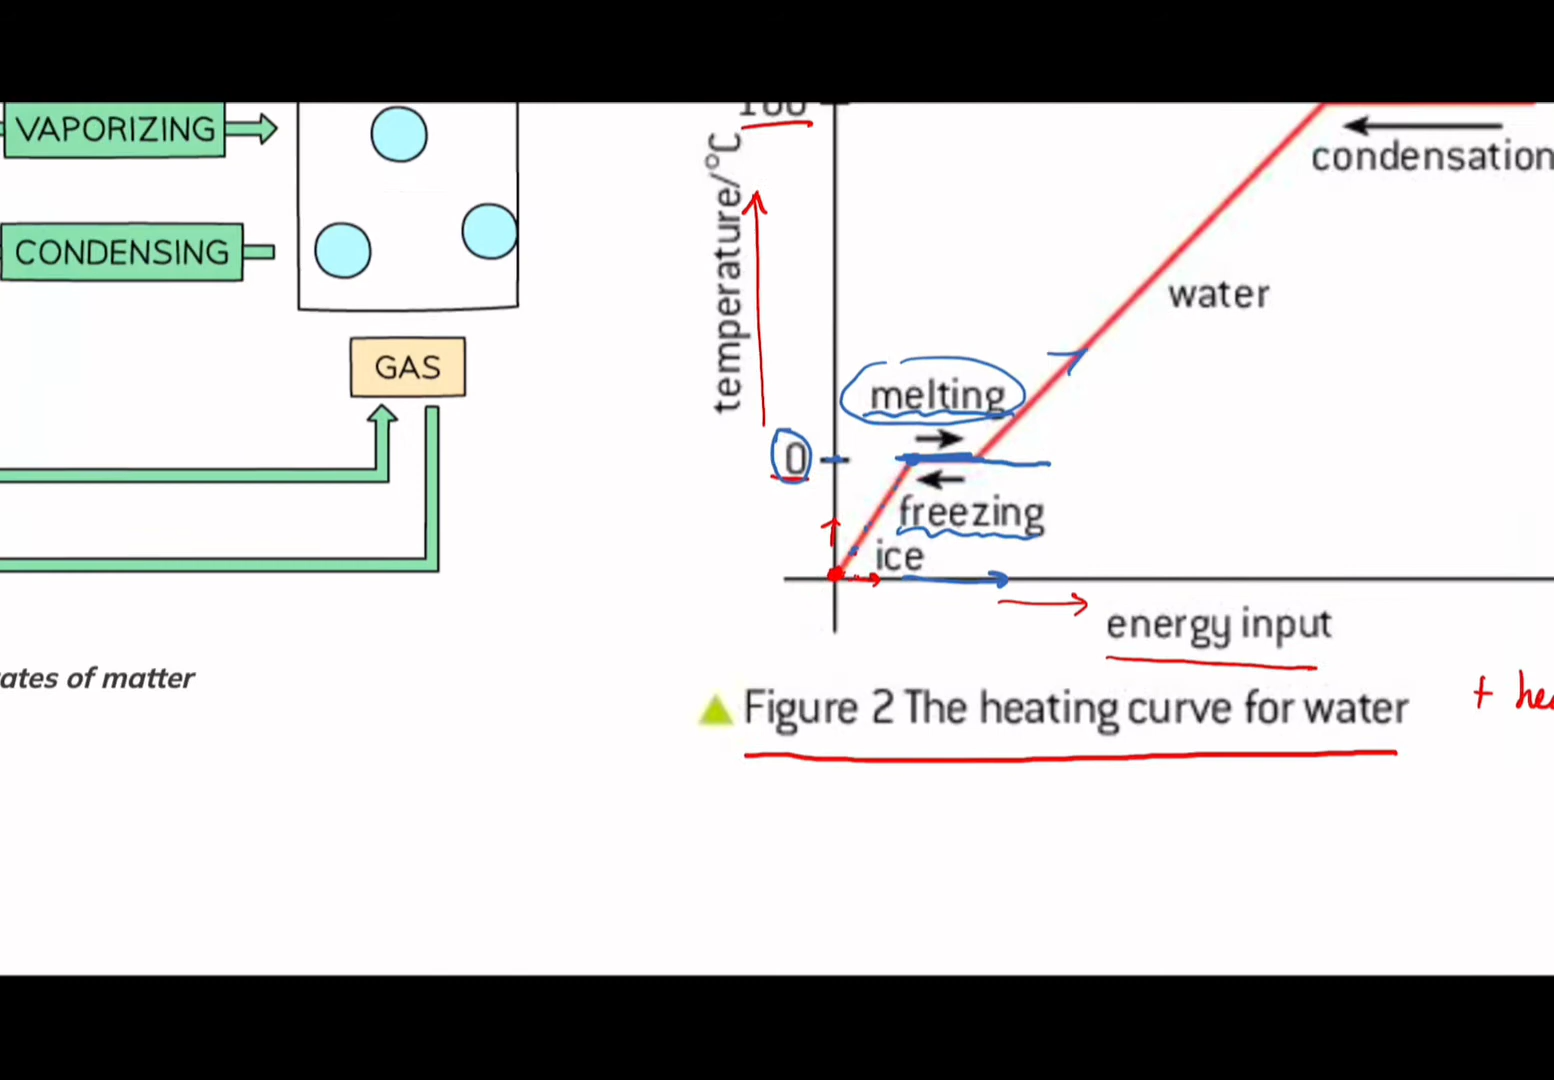 VAPORIZING
CONDENSING
GAS
ates of matter
100
temperature/°C
condensation
water
melting
0
freezing
ice
energy input
Figure 2 The heating curve for water
+ he